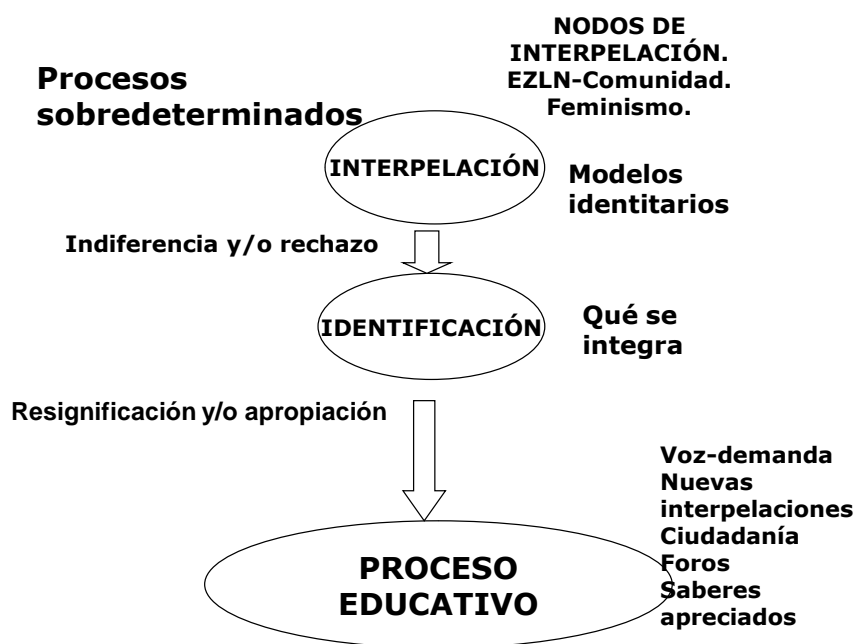 NODOS DE
INTERPELACIÓN.
EZLN-Comunidad.
Feminismo.
Procesos
sobredeterminados
INTERPELACIÓN
Modelos
identitarios
Indiferencia y/o rechazo
IDENTIFICACIÓN
Qué se
integra
Resignificación y/o apropiación
Voz-demanda
Nuevas
interpelaciones
Ciudadanía
Foros
Saberes
apreciados
PROCESO
EDUCATIVO